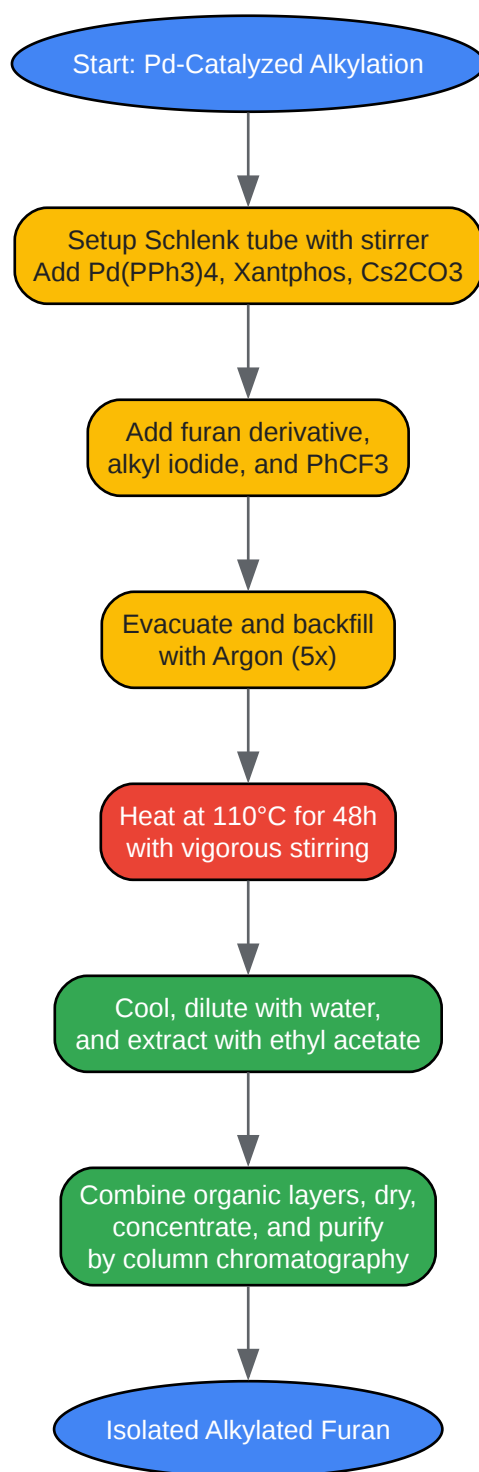 Start: Pd-Catalyzed Alkylation
Setup Schlenk tube with stirrer
Add Pd(PPh3)4, Xantphos, Cs2CO3
Add furan derivative,
alkyl iodide, and PhCF3
Evacuate and backfill
with Argon (5x)
Heat at 110°C for 48h
with vigorous stirring
Cool, dilute with water,
and extract with ethyl acetate
Combine organic layers, dry,
concentrate, and purify
by column chromatography
Isolated Alkylated Furan